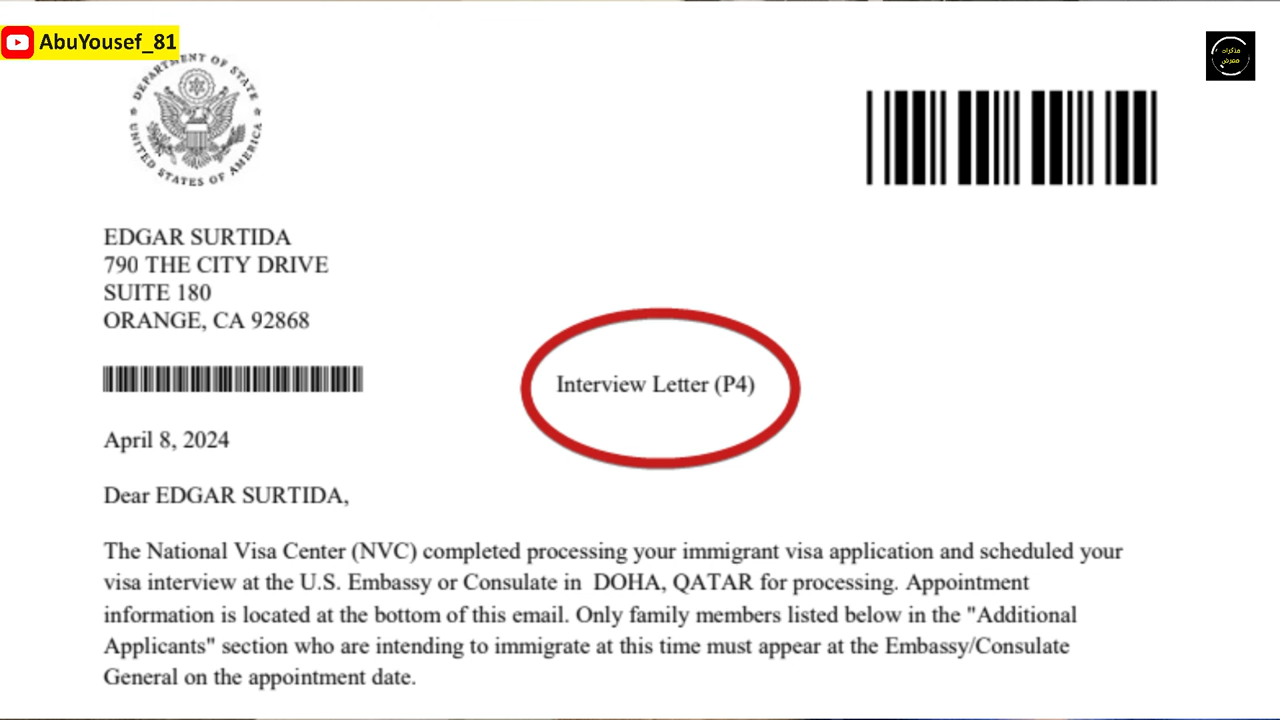 AbuYousef_81
DEPARTMENT OF STATE
UNITED STATES OF AMERICA
مذكرات
ممرض
EDGAR SURTIDA
790 THE CITY DRIVE
SUITE 180
ORANGE, CA 92868
Interview Letter (P4)
April 8, 2024
Dear EDGAR SURTIDA,
The National Visa Center (NVC) completed processing your immigrant visa application and scheduled your
visa interview at the U.S. Embassy or Consulate in DOHA, QATAR for processing. Appointment
information is located at the bottom of this email. Only family members listed below in the "Additional
Applicants" section who are intending to immigrate at this time must appear at the Embassy/Consulate
General on the appointment date.